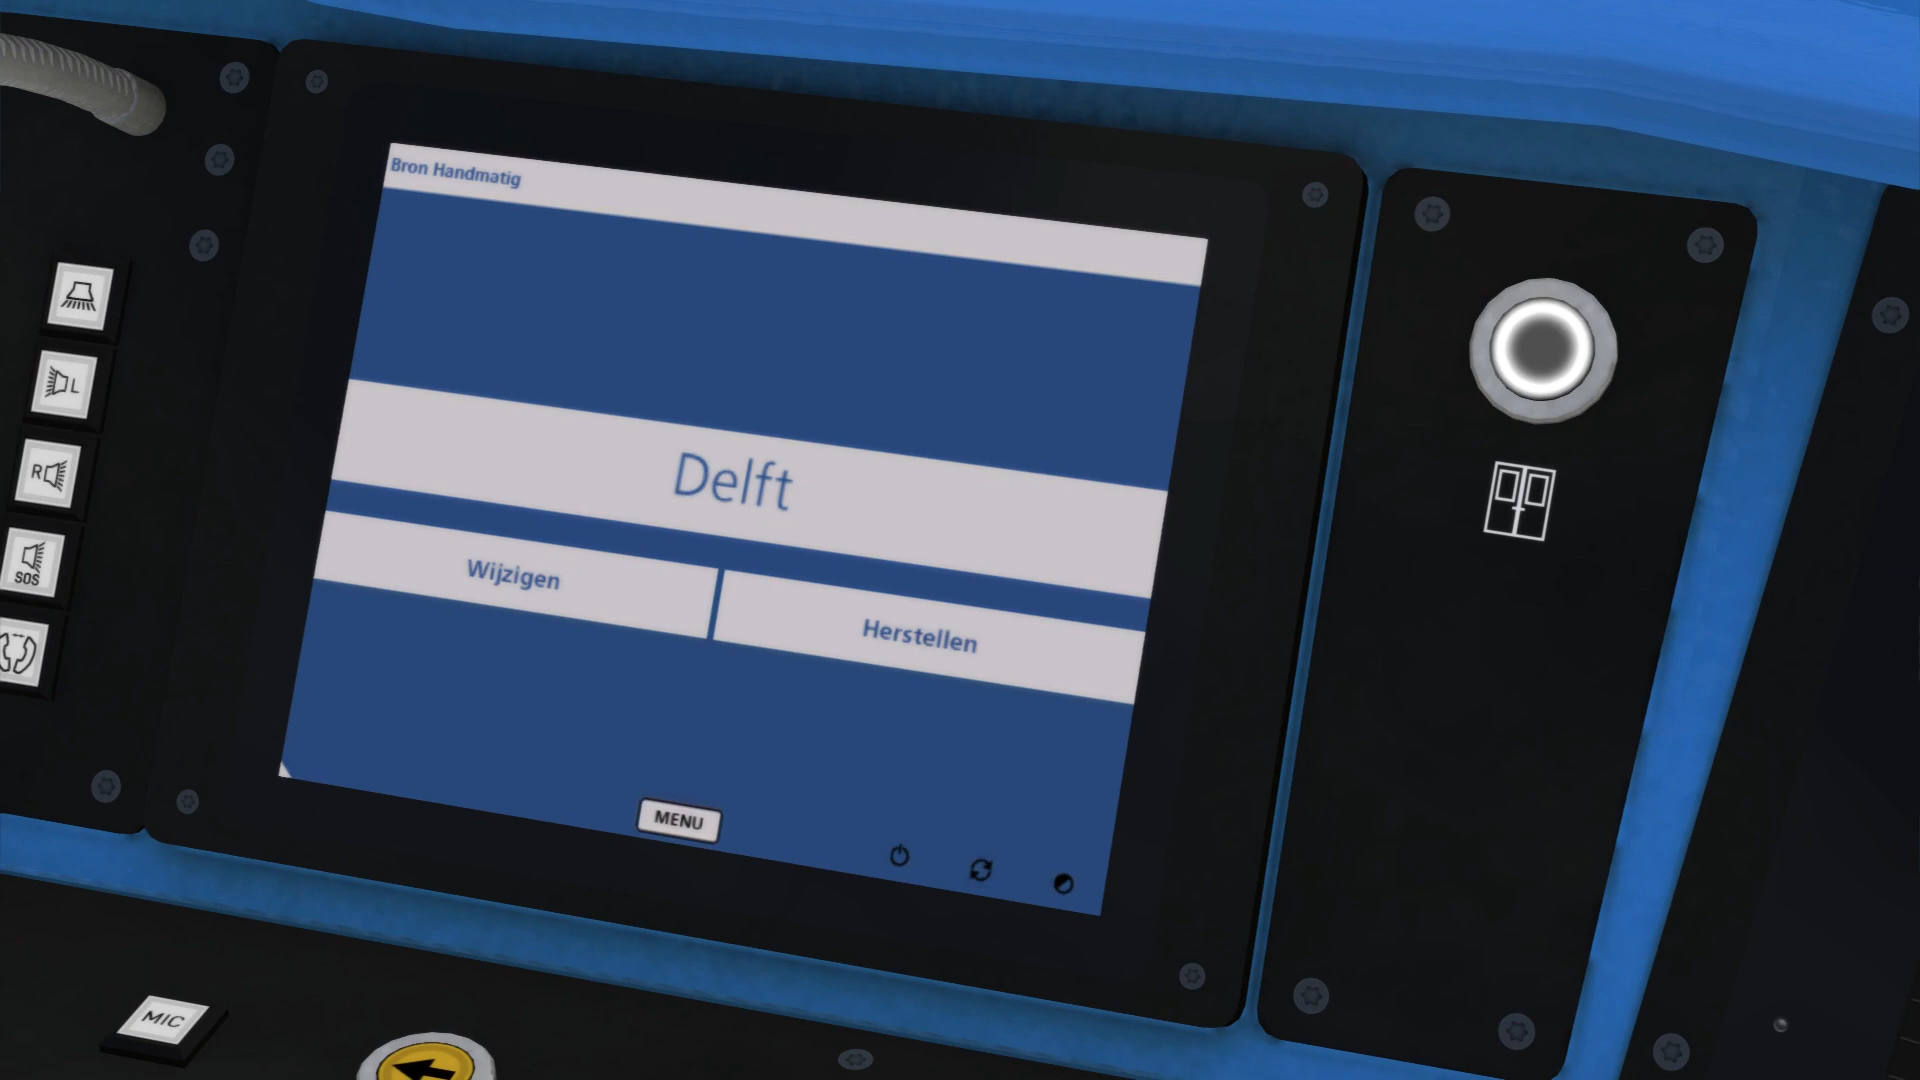 Bron Handmatig
Delft
Wijzigen
Herstellen
MENU
L
R
SOS
MIC